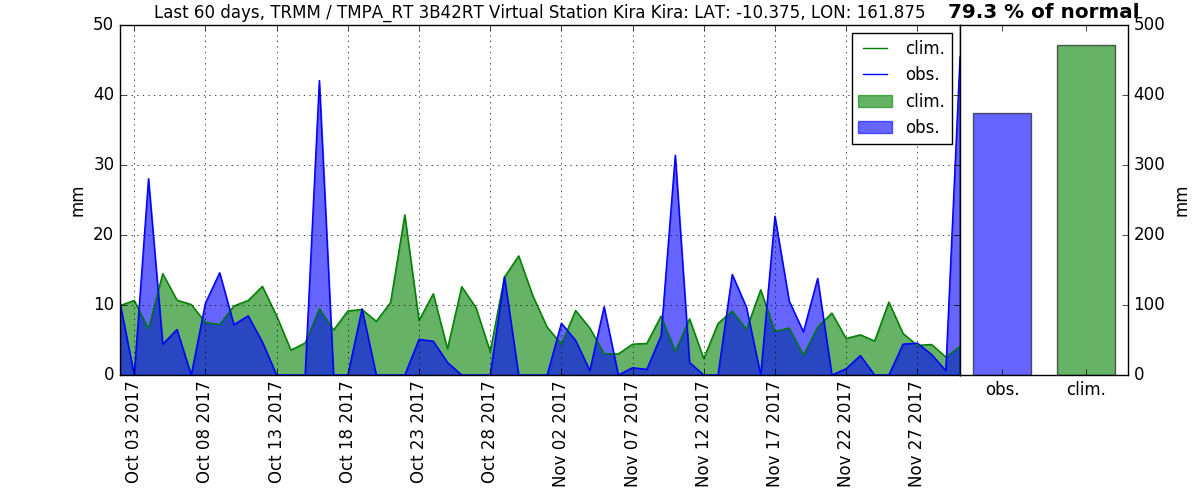 Last 60 days, TRMM / TMPA_RT 3B42RT Virtual Station Kira Kira: LAT: -10.375, LON: 161.875
79.3 % of normal
50
40
30
20
10
0
mm
clim.
obs.
clim.
obs.
500
400
300
200
100
0
mm
obs.
clim.
Oct 03 2017
Oct 08 2017
Oct 13 2017
Oct 18 2017
Oct 23 2017
Oct 28 2017
Nov 02 2017
Nov 07 2017
Nov 12 2017
Nov 17 2017
Nov 22 2017
Nov 27 2017